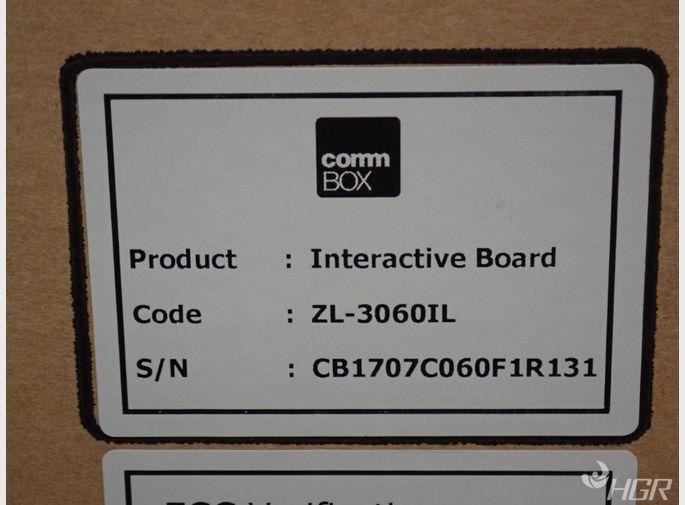 comm
BOX
Product : Interactive Board
Code : ZL-3060IL
S/N : CB1707C060F1R131
HGR